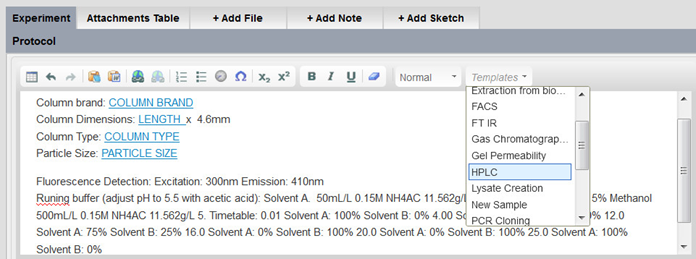 Experiment Attachments Table + Add File + Add Note + Add Sketch
Protocol
B I U Normal Templates
Column brand: COLUMN BRAND
Column Dimensions: LENGTH x 4.6mm
Column Type: COLUMN TYPE
Particle Size: PARTICLE SIZE
Fluorescence Detection: Excitation: 300nm Emission: 410nm
Runing buffer (adjust pH to 5.5 with acetic acid): Solvent A. 50mL/L 0.15M NH4AC 11.562g/L 5% Methanol
500mL/L 0.15M NH4AC 11.562g/L 5. Timetable: 0.01 Solvent A: 100% Solvent B: 0% 4.00 12.0
Solvent A: 75% Solvent B: 25% 16.0 Solvent A: 0% Solvent B: 100% 20.0 Solvent A: 0% Solvent B: 100% 25.0 Solvent A: 100%
Solvent B: 0%
Extraction from bio...
FACS
FT IR
Gas Chromatograp...
Gel Permeability
HPLC
Lysate Creation
New Sample
PCR Cloning